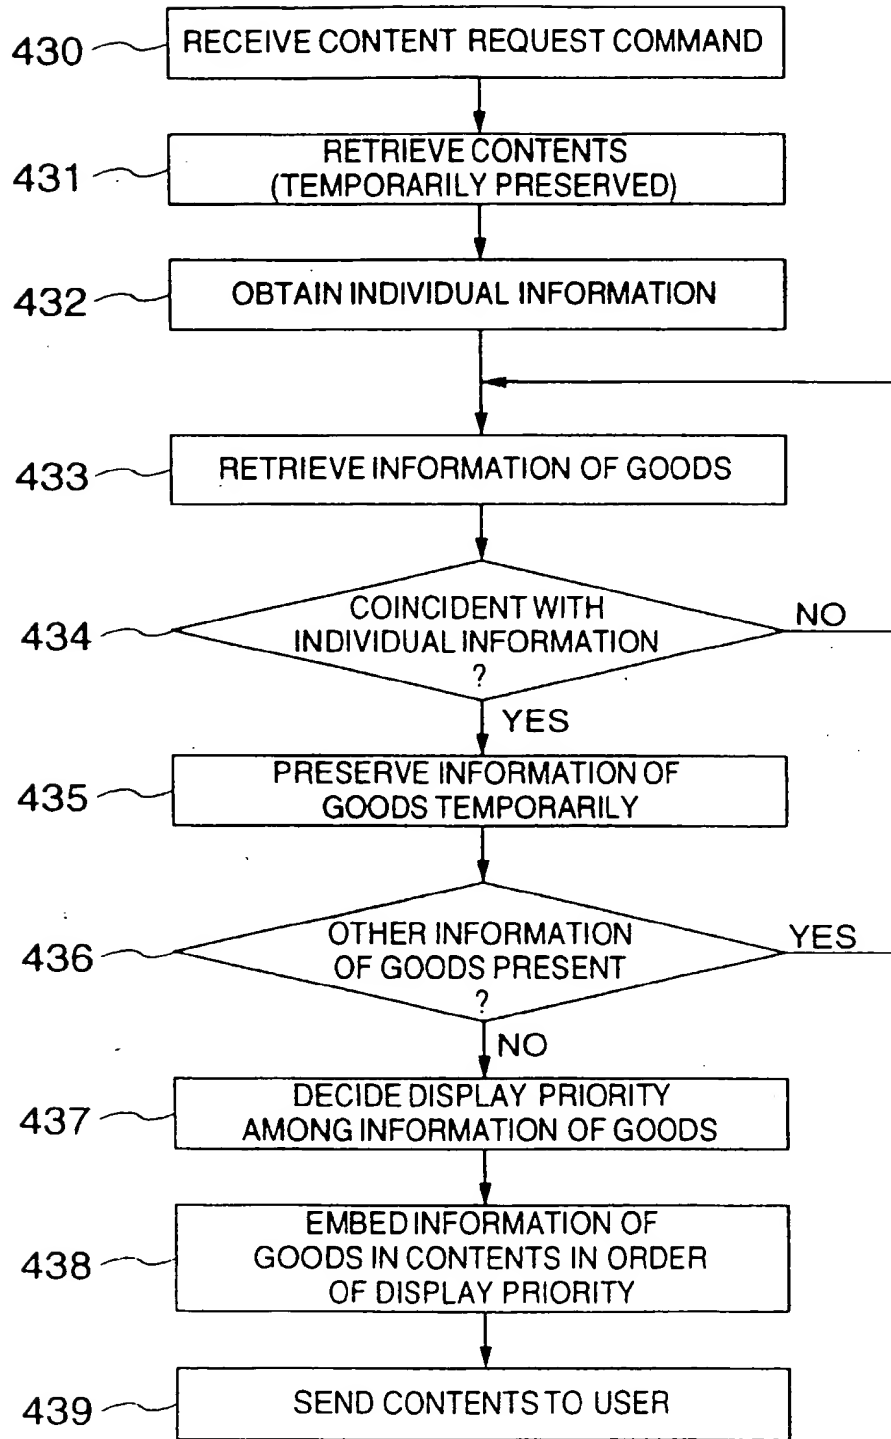 430
RECEIVE CONTENT REQUEST COMMAND
431
RETRIEVE CONTENTS
(TEMPORARILY PRESERVED)
432
OBTAIN INDIVIDUAL INFORMATION
433
RETRIEVE INFORMATION OF GOODS
434
COINCIDENT WITH
INDIVIDUAL INFORMATION
?
NO
YES
435
PRESERVE INFORMATION OF
GOODS TEMPORARILY
436
OTHER INFORMATION
OF GOODS PRESENT
?
YES
NO
437
DECIDE DISPLAY PRIORITY
AMONG INFORMATION OF GOODS
438
EMBED INFORMATION OF
GOODS IN CONTENTS IN ORDER
OF DISPLAY PRIORITY
439
SEND CONTENTS TO USER